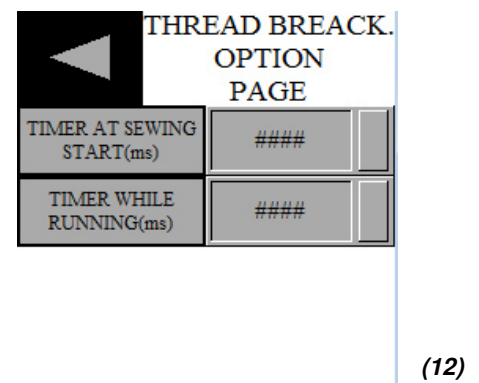 THREAD BREACK.
OPTION
PAGE
TIMER AT SEWING
START(ms)
####
TIMER WHILE
RUNNING(ms)
####
(12)